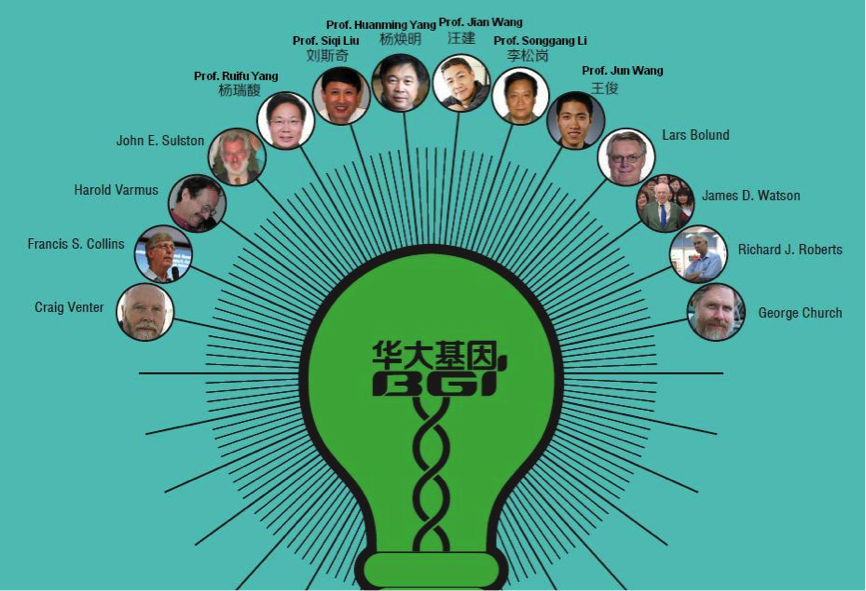 Prof. Huanming Yang
杨焕明
Prof. Jian Wang
汪建
Prof. Siqi Liu
刘斯奇
Prof. Songgang Li
李松岗
Prof. Ruifu Yang
杨瑞馥
Prof. Jun Wang
王俊
John E. Sulston
Lars Bolund
Harold Varmus
James D. Watson
Francis S. Collins
Richard J. Roberts
Craig Venter
George Church
华大基因
BGI